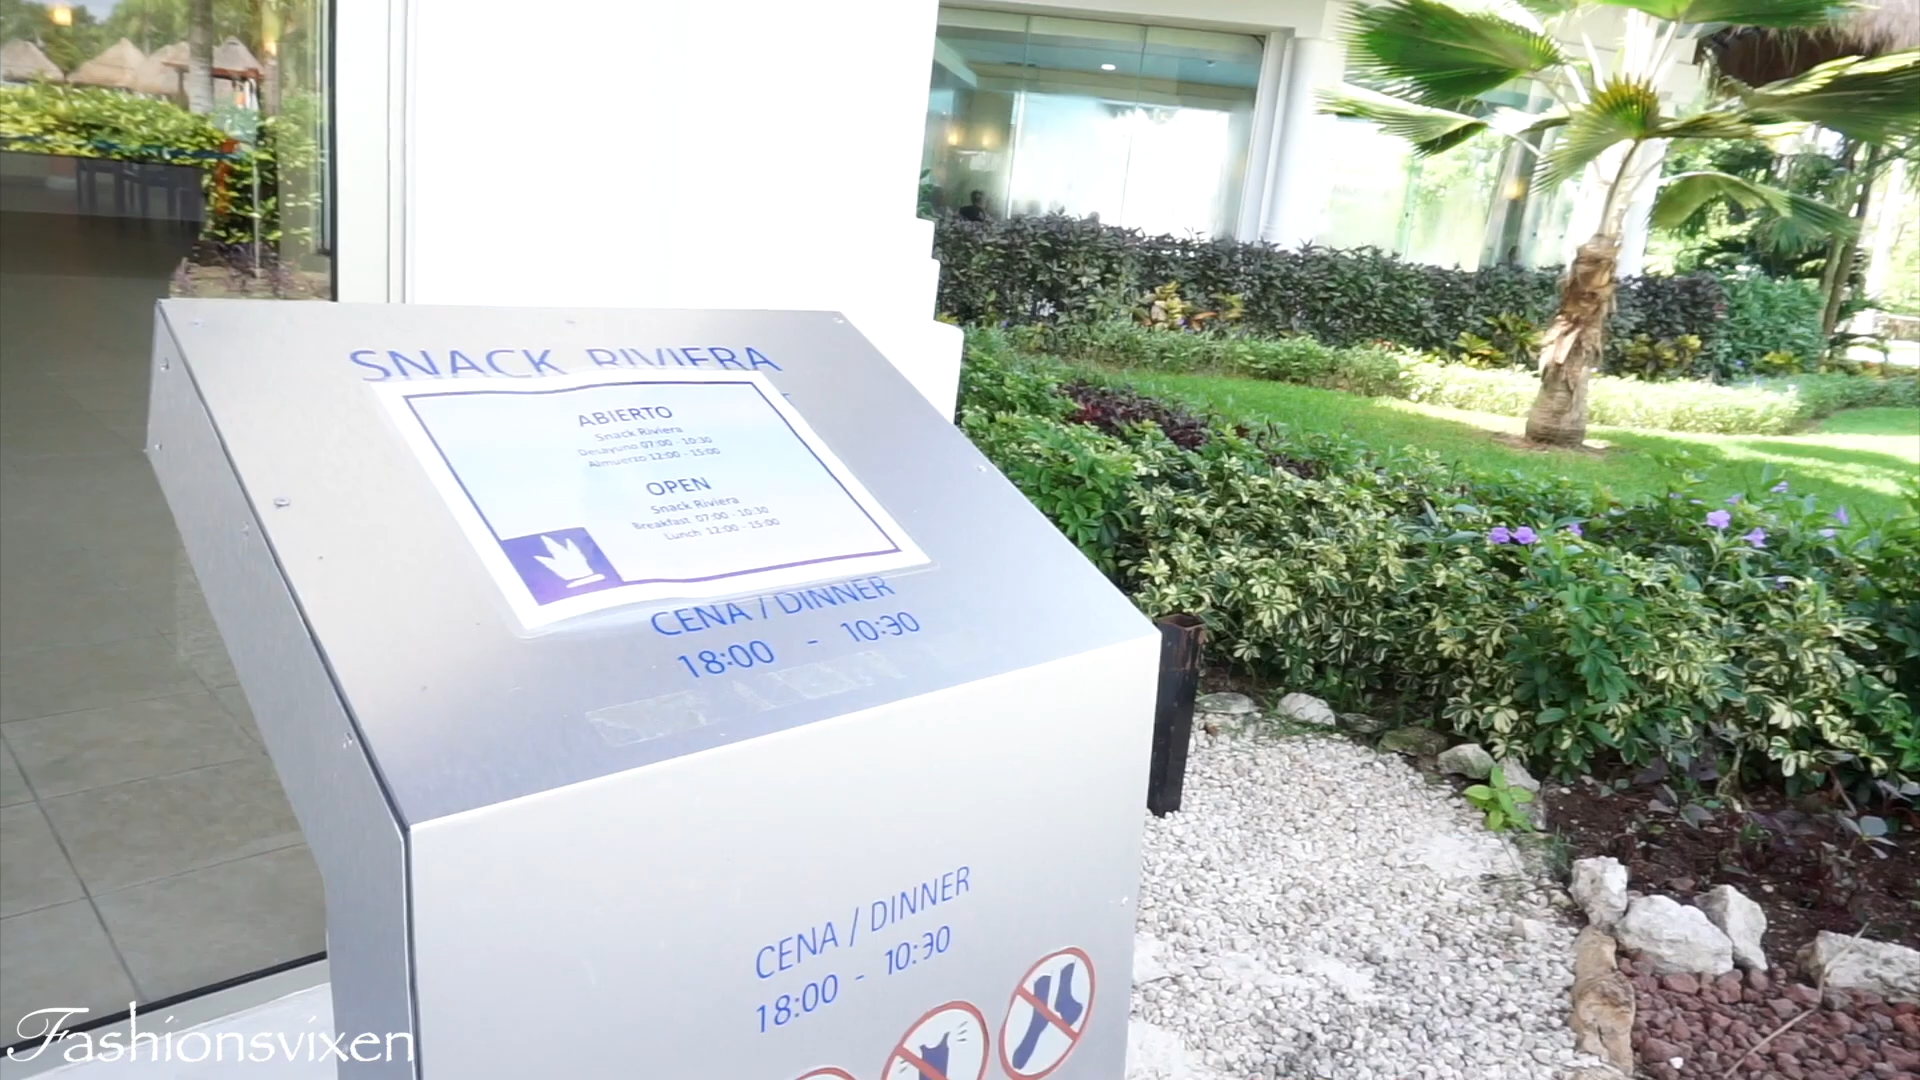 SNACK RIVIERA
ABIERTO
Snack Riviera
Desayuno 07:00 - 10:30
Almuerzo 12:00 - 15:00
OPEN
Snack Riviera
Breakfast 07:00 - 10:30
Lunch 12:00 - 15:00
CENA / DINNER
18:00 - 10:30
CENA / DINNER
18:00 - 10:30
Fashionsvixen